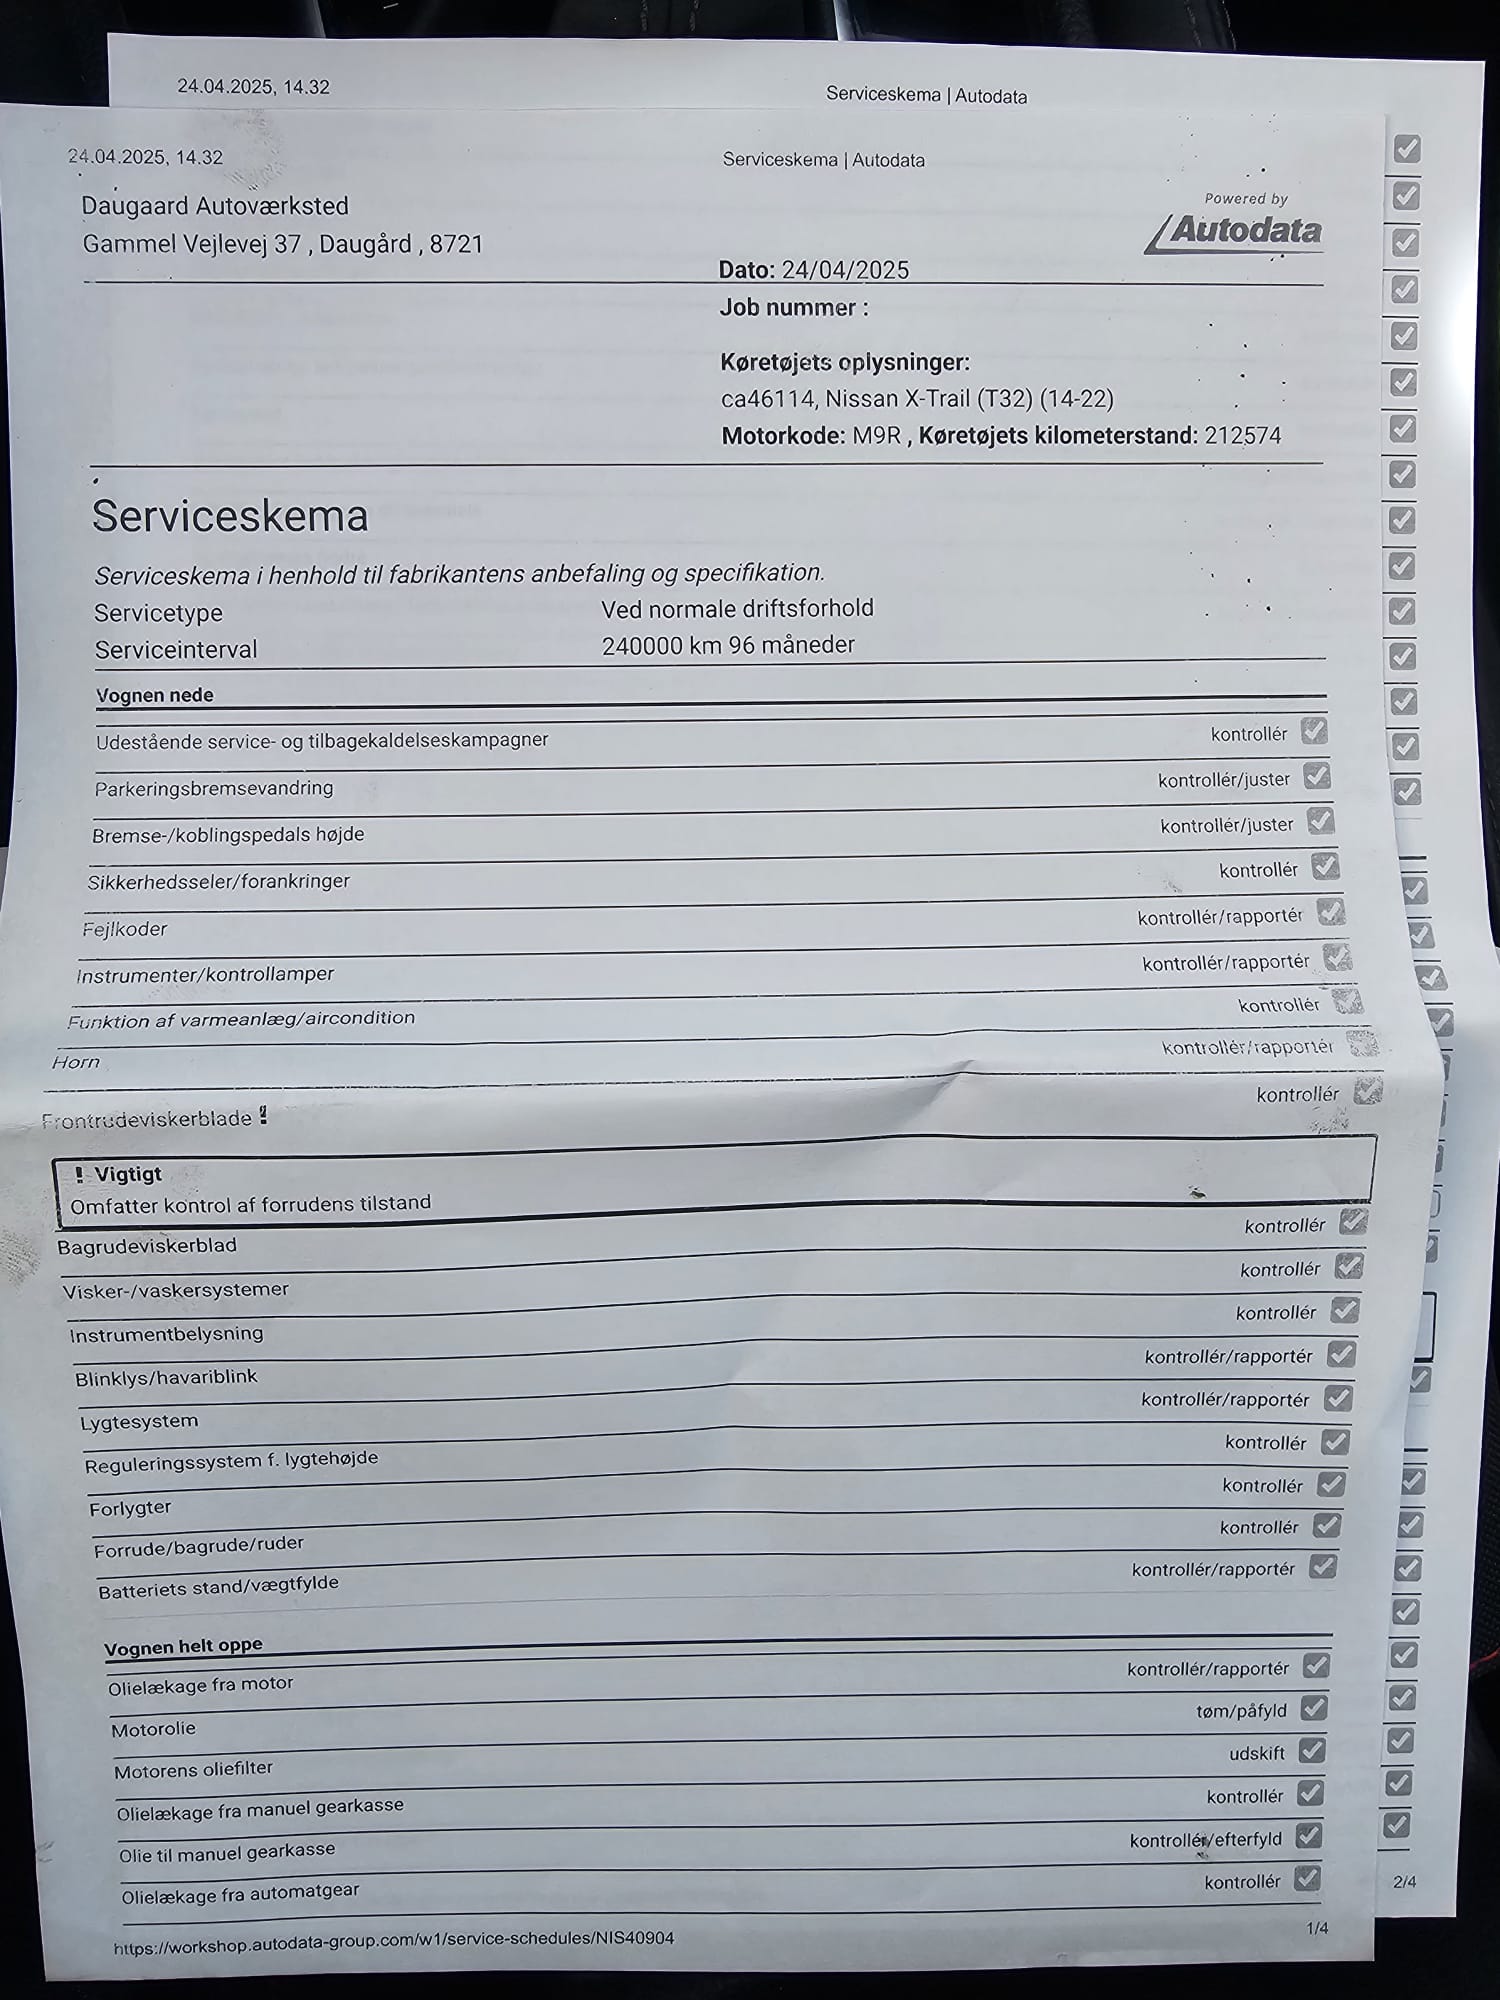 24.04.2025, 14.32 Serviceskema | Autodata
24.04.2025, 14.32 Serviceskema | Autodata
Daugaard Autoværksted
Gammel Vejlevej 37 , Daugård , 8721
Powered by
Autodata
Dato: 24/04/2025
Job nummer :
Køretøjets oplysninger:
ca46114, Nissan X-Trail (T32) (14-22)
Motorkode: M9R , Køretøjets kilometerstand: 212574
Serviceskema
Serviceskema i henhold til fabrikantens anbefaling og specifikation.
Servicetype Ved normale driftsforhold
Serviceinterval 240000 km 96 måneder
Vognen nede
Udestående service- og tilbagekaldelseskampagner kontrollér
Parkeringsbremsevandring kontrollér/juster
Bremse-/koblingspedals højde kontrollér/juster
Sikkerhedsseler/forankringer kontrollér
Fejlkoder kontrollér/rapportér
Instrumenter/kontrollamper kontrollér/rapportér
Funktion af varmeanlæg/aircondition kontrollér
Horn kontrollér/rapportér
Frontrudeviskerblade ! kontrollér
! Vigtigt
Omfatter kontrol af forrudens tilstand
Bagrudeviskerblad kontrollér
Visker-/vaskersystemer kontrollér
Instrumentbelysning kontrollér
Blinklys/havariblink kontrollér/rapportér
Lygtesystem kontrollér/rapportér
Reguleringssystem f. lygtehøjde kontrollér
Forlygter kontrollér
Forrude/bagrude/ruder kontrollér
Batteriets stand/vægtfylde kontrollér/rapportér
Vognen helt oppe
Olielækage fra motor kontrollér/rapportér
Motorolie tøm/påfyld
Motorens oliefilter udskift
Olielækage fra manuel gearkasse kontrollér
Olie til manuel gearkasse kontrollér/efterfyld
Olielækage fra automatgear kontrollér
2/4
https://workshop.autodata-group.com/w1/service-schedules/NIS40904 1/4